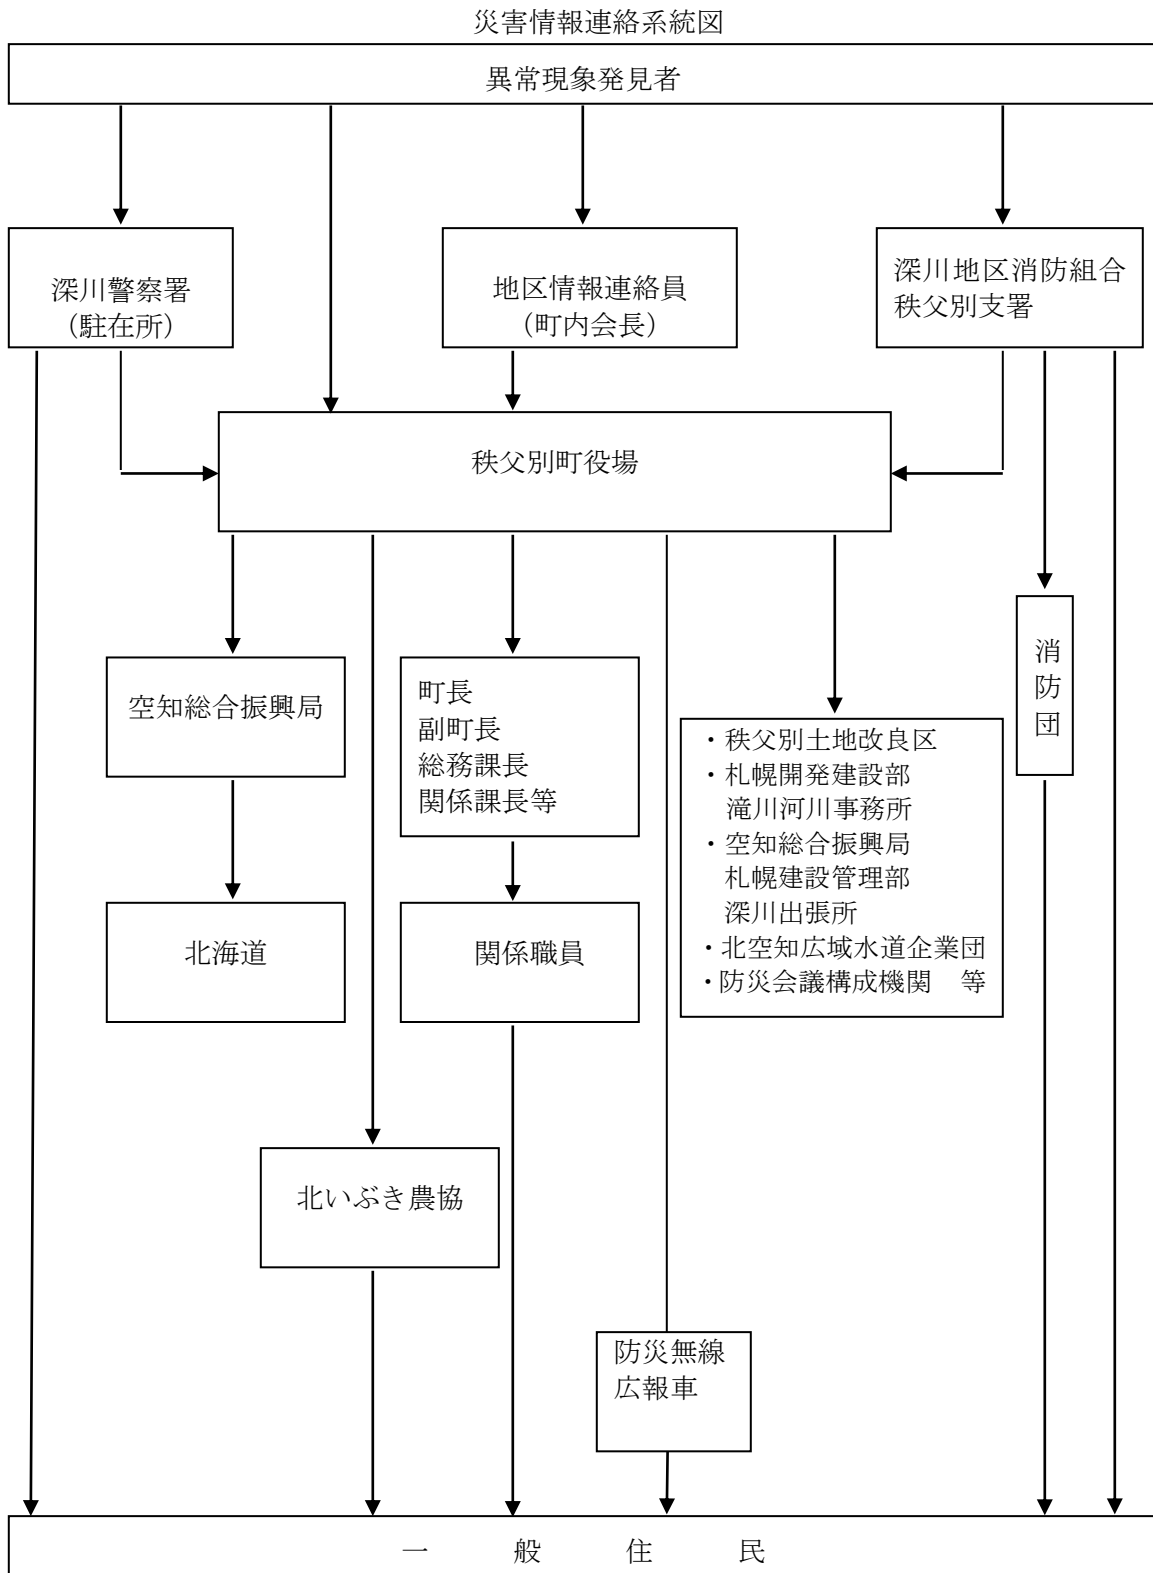 災害情報連絡系統図
異常現象発見者
深川警察署
（駐在所）
地区情報連絡員
（町内会長）
深川地区消防組合
秩父別支署
秩父別町役場
消
防
団
空知総合振興局
町長
副町長
総務課長
関係課長等
・秩父別土地改良区
・札幌開発建設部
滝川河川事務所
・空知総合振興局
札幌建設管理部
深川出張所
・北空知広域水道企業団
・防災会議構成機関　等
北海道
関係職員
北いぶき農協
防災無線
広報車
一　般　住　民